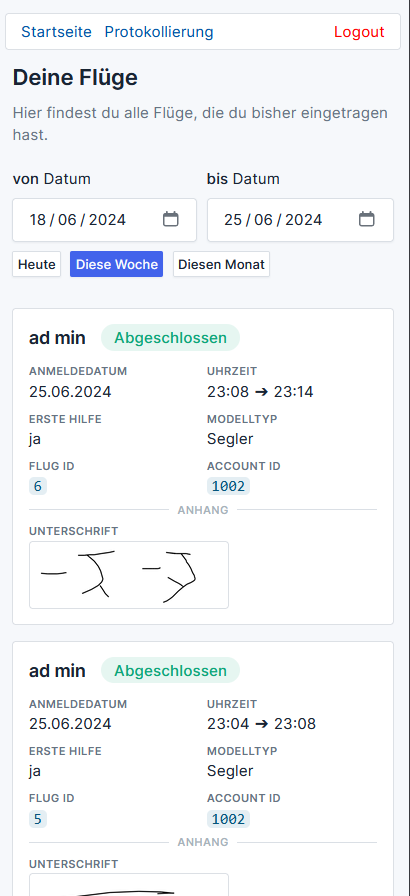 Startseite Protokollierung Logout
Deine Flüge
Hier findest du alle Flüge, die du bisher eingetragen
hast.
von Datum bis Datum
18/06/2024 25/06/2024
Heute Diese Woche Diesen Monat
ad min Abgeschlossen
ANMELDEDATUM UHRZEIT
25.06.2024 23:08 ➔ 23:14
ERSTE HILFE MODELLTYP
ja Segler
FLUG ID ACCOUNT ID
6 1002
ANHANG
UNTERSCHRIFT
ad min Abgeschlossen
ANMELDEDATUM UHRZEIT
25.06.2024 23:04 ➔ 23:08
ERSTE HILFE MODELLTYP
ja Segler
FLUG ID ACCOUNT ID
5 1002
ANHANG
UNTERSCHRIFT